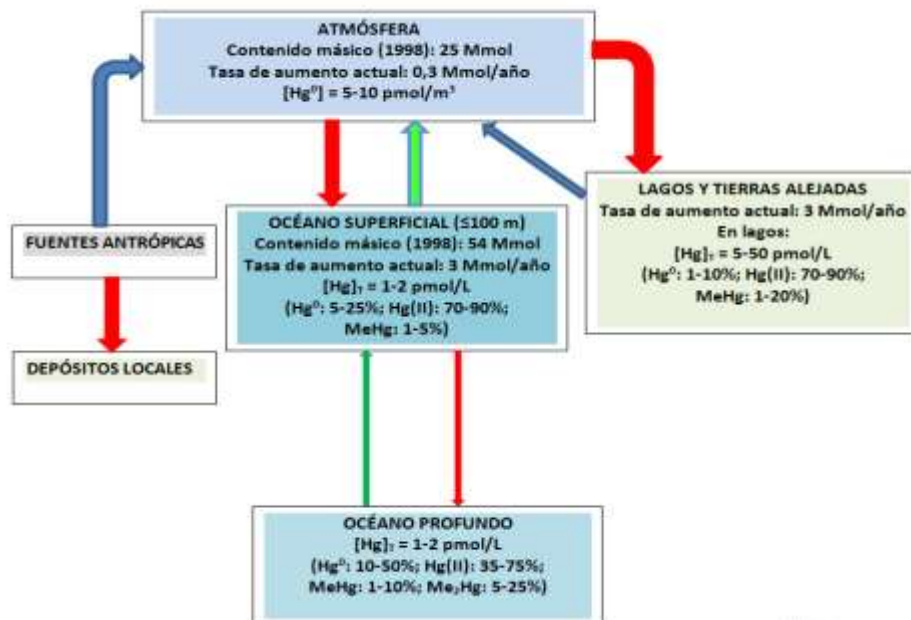 ATMÓSFERA
Contenido másico (1998): 25 Mmol
Tasa de aumento actual: 0,3 Mmol/año
[Hg⁰] = 5-10 pmol/m³
LAGOS Y TIERRAS ALEJADAS
Tasa de aumento actual: 3 Mmol/año
En lagos:
[Hg]ₜ = 5-50 pmol/L
(Hg⁰: 1-10%; Hg(II): 70-90%;
MeHg: 1-20%)
FUENTES ANTRÓPICAS
OCÉANO SUPERFICIAL (≤100 m)
Contenido másico (1998): 54 Mmol
Tasa de aumento actual: 3 Mmol/año
[Hg]ₜ = 1-2 pmol/L
(Hg⁰: 5-25%; Hg(II): 70-90%;
MeHg: 1-5%)
DEPÓSITOS LOCALES
OCÉANO PROFUNDO
[Hg]ₜ = 1-2 pmol/L
(Hg⁰: 10-50%; Hg(II): 35-75%;
MeHg: 1-10%; Me₂Hg: 5-25%)